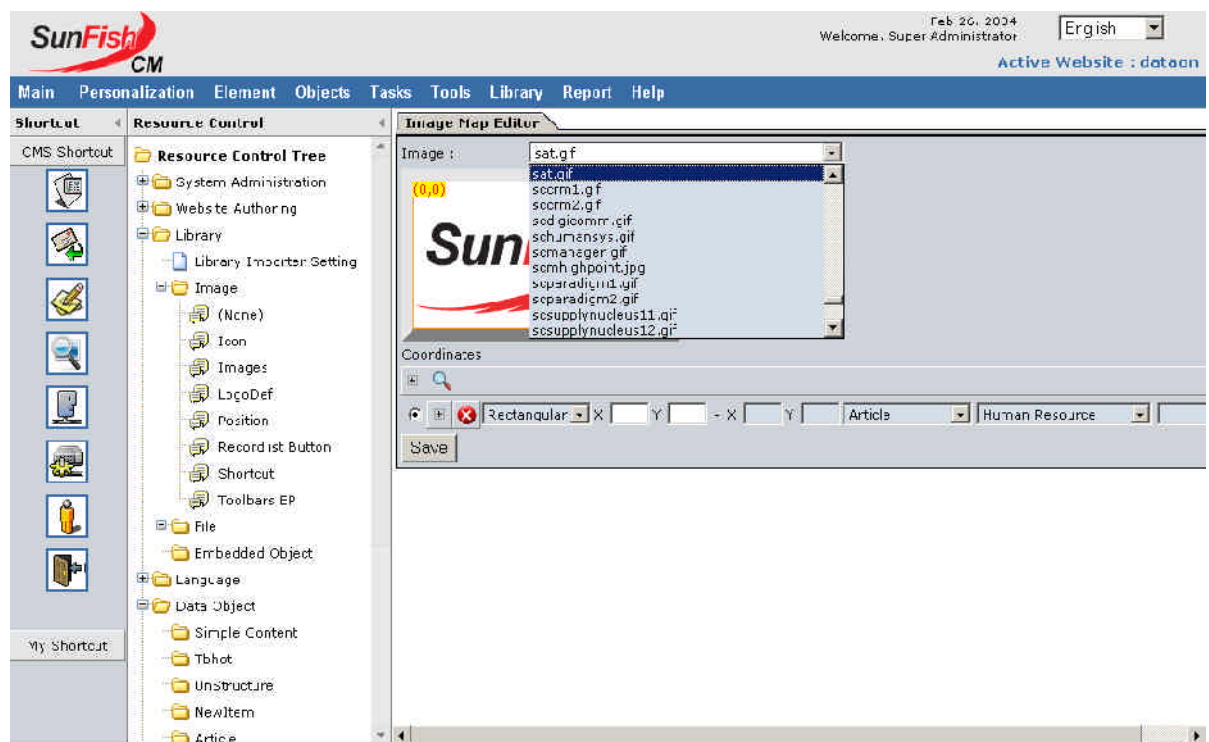 SunFish
CM
Feb 26, 2004
Welcome, Super Administrator
English
Active Website : dataon
Main Personalization Element Objects Tasks Tools Library Report Help
Shortcut
Resource Control
Image Map Editor
CMS Shortcut
My Shortcut
Resource Control Tree
System Administration
Website Authoring
Library
Library Importer Setting
Image
(None)
Icon
Images
LogoDef
Position
Recordlist Button
Shortcut
Toolbars EP
File
Embedded Object
Language
Data Object
Simple Content
Tbhot
UnStructure
NewItem
Article
Image :
sat.gif
sat.gif
sccrm1.gif
sccrm2.gif
scdigicomm.gif
schumansys.gif
scmanager.gif
scmhighpoint.jpg
scparadigm1.gif
scparadigm2.gif
scsupplynucleus11.gif
scsupplynucleus12.gif
(0,0)
Sun
Coordinates
Rectangular X Y - X Y Article Human Resource
Save